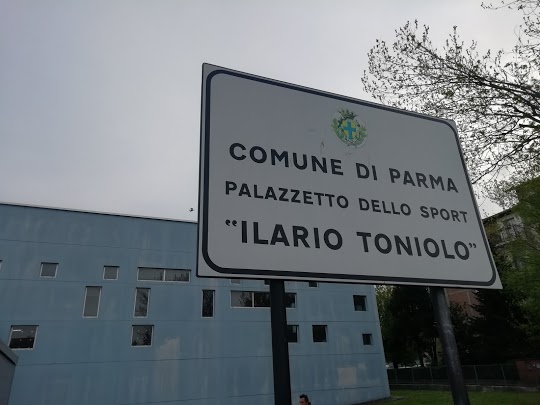 COMUNE DI PARMA
PALAZZETTO DELLO SPORT
“ILARIO TONIOLO”